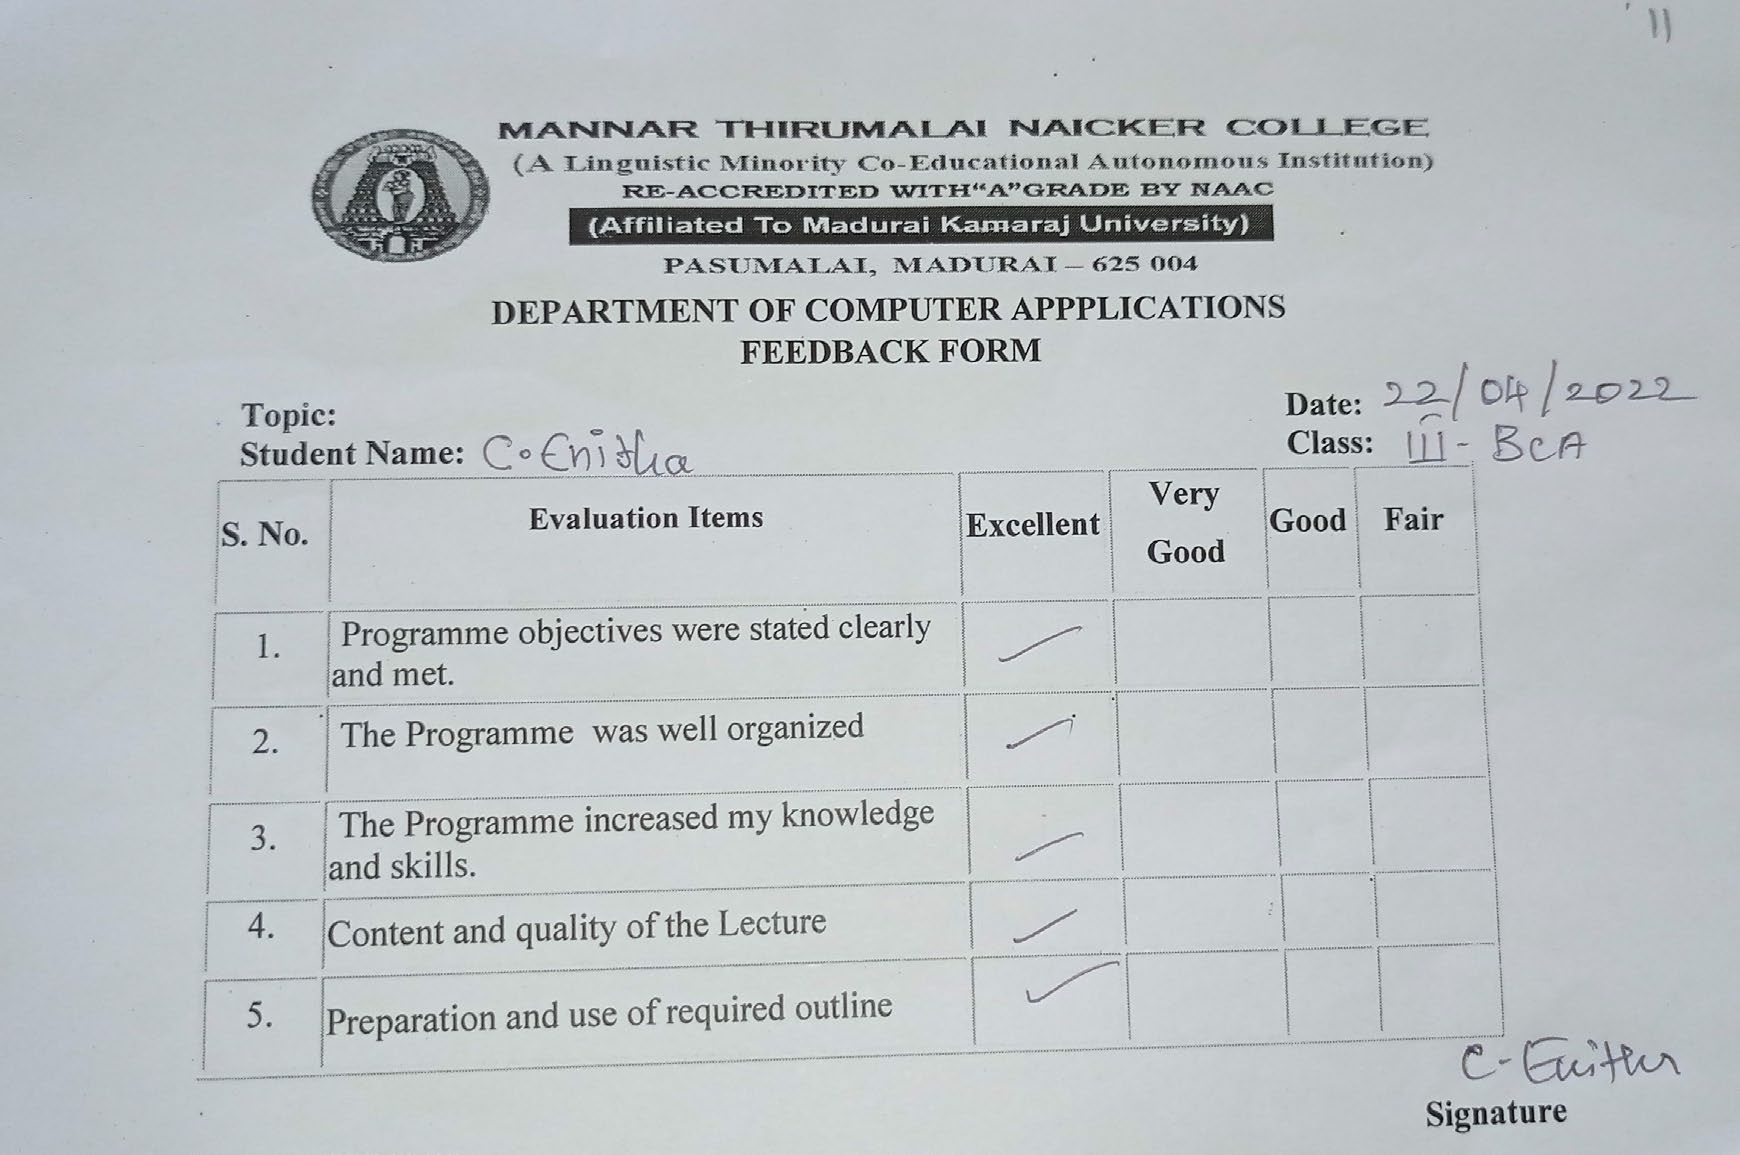 11
MANNAR THIRUMALAI NAICKER COLLEGE
(A Linguistic Minority Co-Educational Autonomous Institution)
RE-ACCREDITED WITH“A”GRADE BY NAAC
(Affiliated To Madurai Kamaraj University)
PASUMALAI, MADURAI – 625 004
DEPARTMENT OF COMPUTER APPPLICATIONS
FEEDBACK FORM
Topic: Date: 22/04/2022
Student Name: C. Enitha Class: III - BCA
S. No. Evaluation Items Excellent Very Good Good Fair
1. Programme objectives were stated clearly
and met.
2. The Programme was well organized
3. The Programme increased my knowledge
and skills.
4. Content and quality of the Lecture
5. Preparation and use of required outline
C. Enitha
Signature